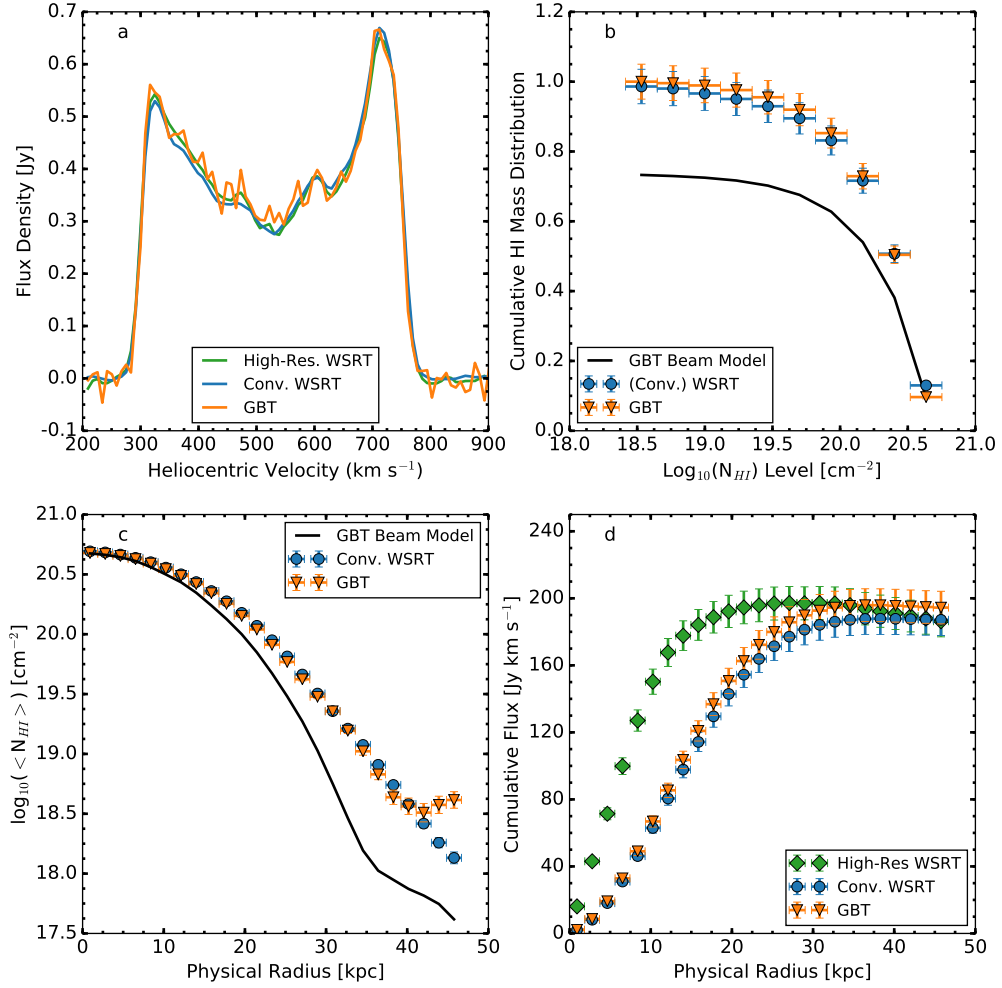 a
0.7
0.6
0.5
0.4
0.3
0.2
0.1
0.0
-0.1
Flux Density [Jy]
High-Res. WSRT
Conv. WSRT
GBT
200 300 400 500 600 700 800 900
Heliocentric Velocity (km s⁻¹)
b
1.2
1.0
0.8
0.6
0.4
0.2
0.0
Cumulative HI Mass Distribution
GBT Beam Model
(Conv.) WSRT
GBT
18.0 18.5 19.0 19.5 20.0 20.5 21.0
Log₁₀(N_HI) Level [cm⁻²]
c
21.0
20.5
20.0
19.5
19.0
18.5
18.0
17.5
log₁₀(< N_HI >) [cm⁻²]
GBT Beam Model
Conv. WSRT
GBT
0 10 20 30 40 50
Physical Radius [kpc]
d
240
200
160
120
80
40
0
Cumulative Flux [Jy km s⁻¹]
High-Res WSRT
Conv. WSRT
GBT
0 10 20 30 40 50
Physical Radius [kpc]